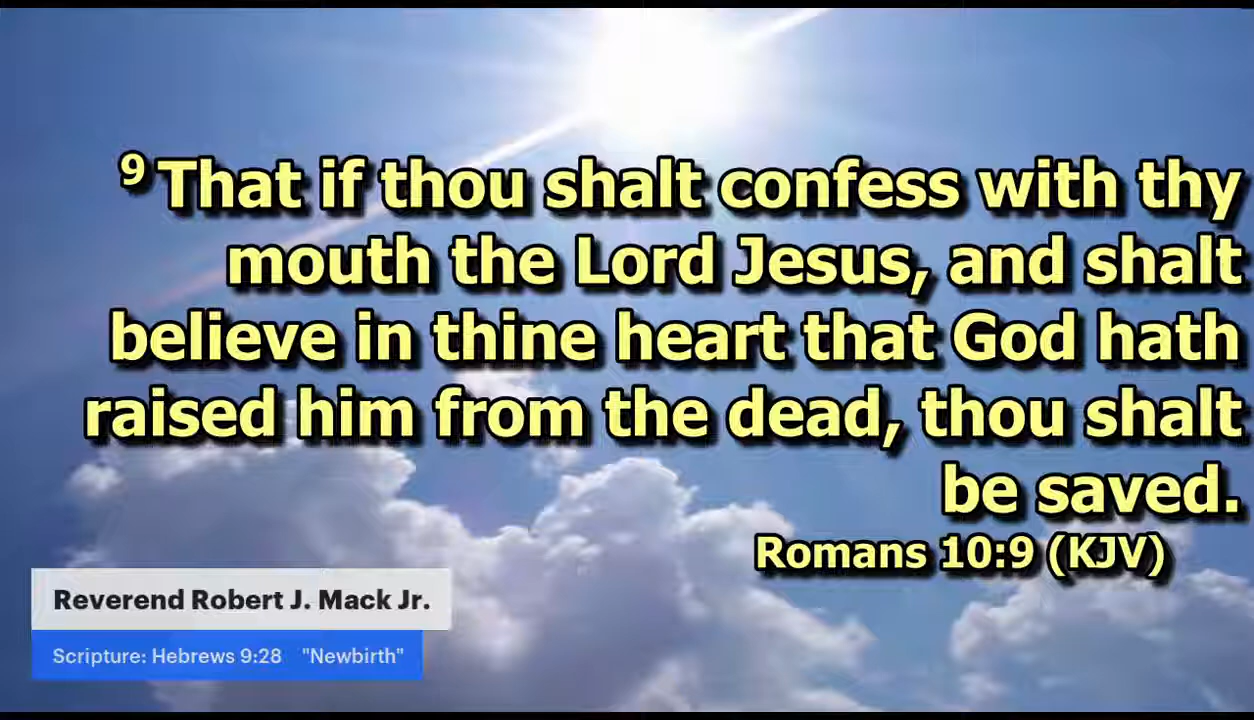 9 That if thou shalt confess with thy
mouth the Lord Jesus, and shalt
believe in thine heart that God hath
raised him from the dead, thou shalt
be saved.
Romans 10:9 (KJV)
Reverend Robert J. Mack Jr.
Scripture: Hebrews 9:28 "Newbirth"